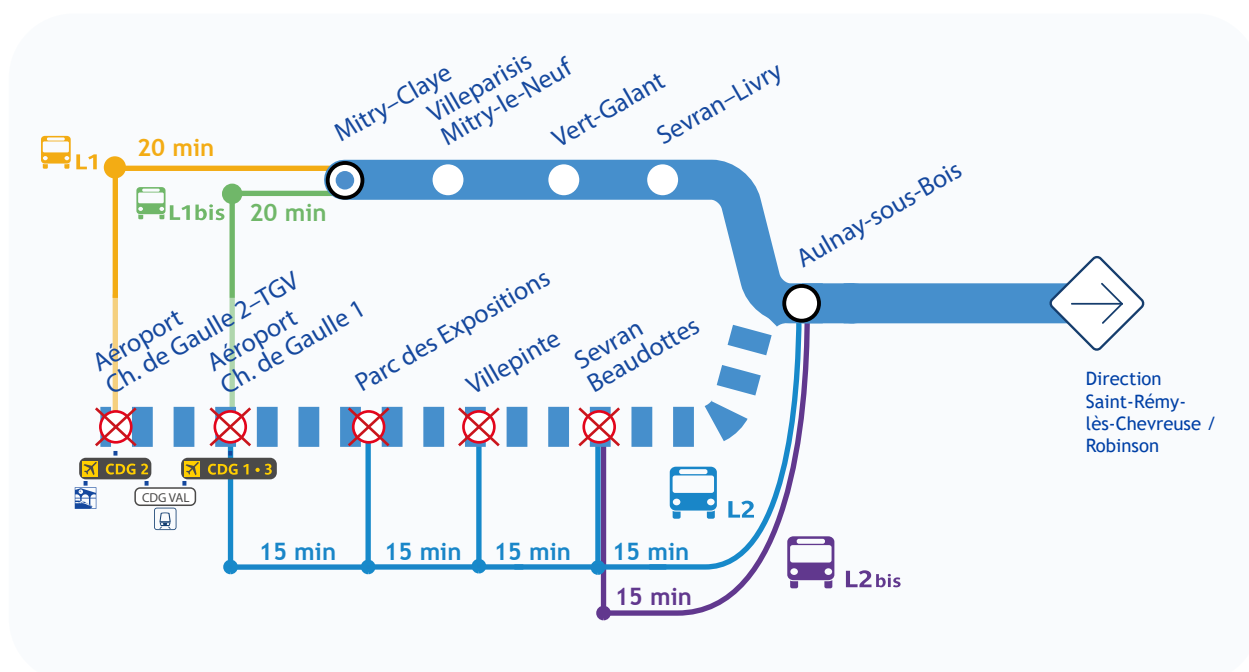 Mitry–Claye
Villeparisis
Mitry-le-Neuf
Vert-Galant
Sevran–Livry
L1
20 min
L1bis
20 min
Aulnay-sous-Bois
Aéroport
Ch. de Gaulle 2–TGV
Aéroport
Ch. de Gaulle 1
Parc des Expositions
Villepinte
Sevran
Beaudottes
Direction
Saint-Rémy-
lès-Chevreuse /
Robinson
CDG 2
CDG 1 • 3
CDG VAL
L2
15 min
15 min
15 min
15 min
L2bis
15 min